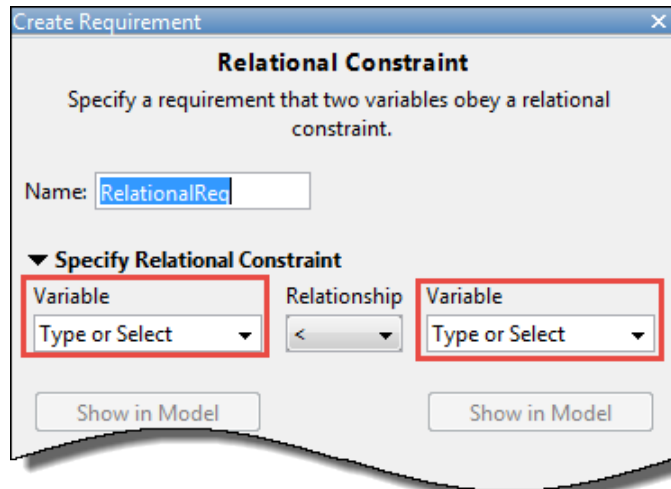 Create Requirement
Relational Constraint
Specify a requirement that two variables obey a relational
constraint.
Name: RelationalReq
Specify Relational Constraint
Variable Relationship Variable
Type or Select < Type or Select
Show in Model Show in Model